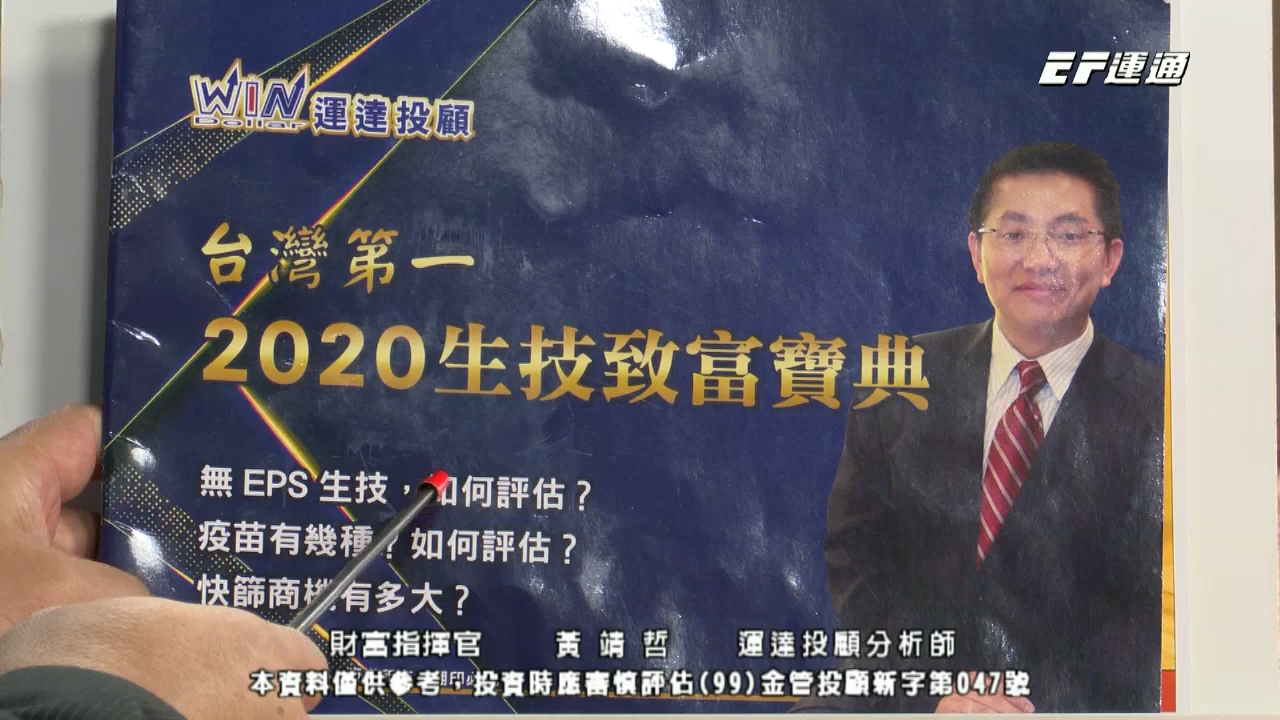 EF運通
WIN
Dollar
運達投顧
台灣第一
2020生技致富寶典
無EPS生技，如何評估？
疫苗有幾種？如何評估？
快篩商機有多大？
財富指揮官 黃靖哲 運達投顧分析師
本資料僅供參考，投資時應審慎評估(99)金管投顧新字第047號